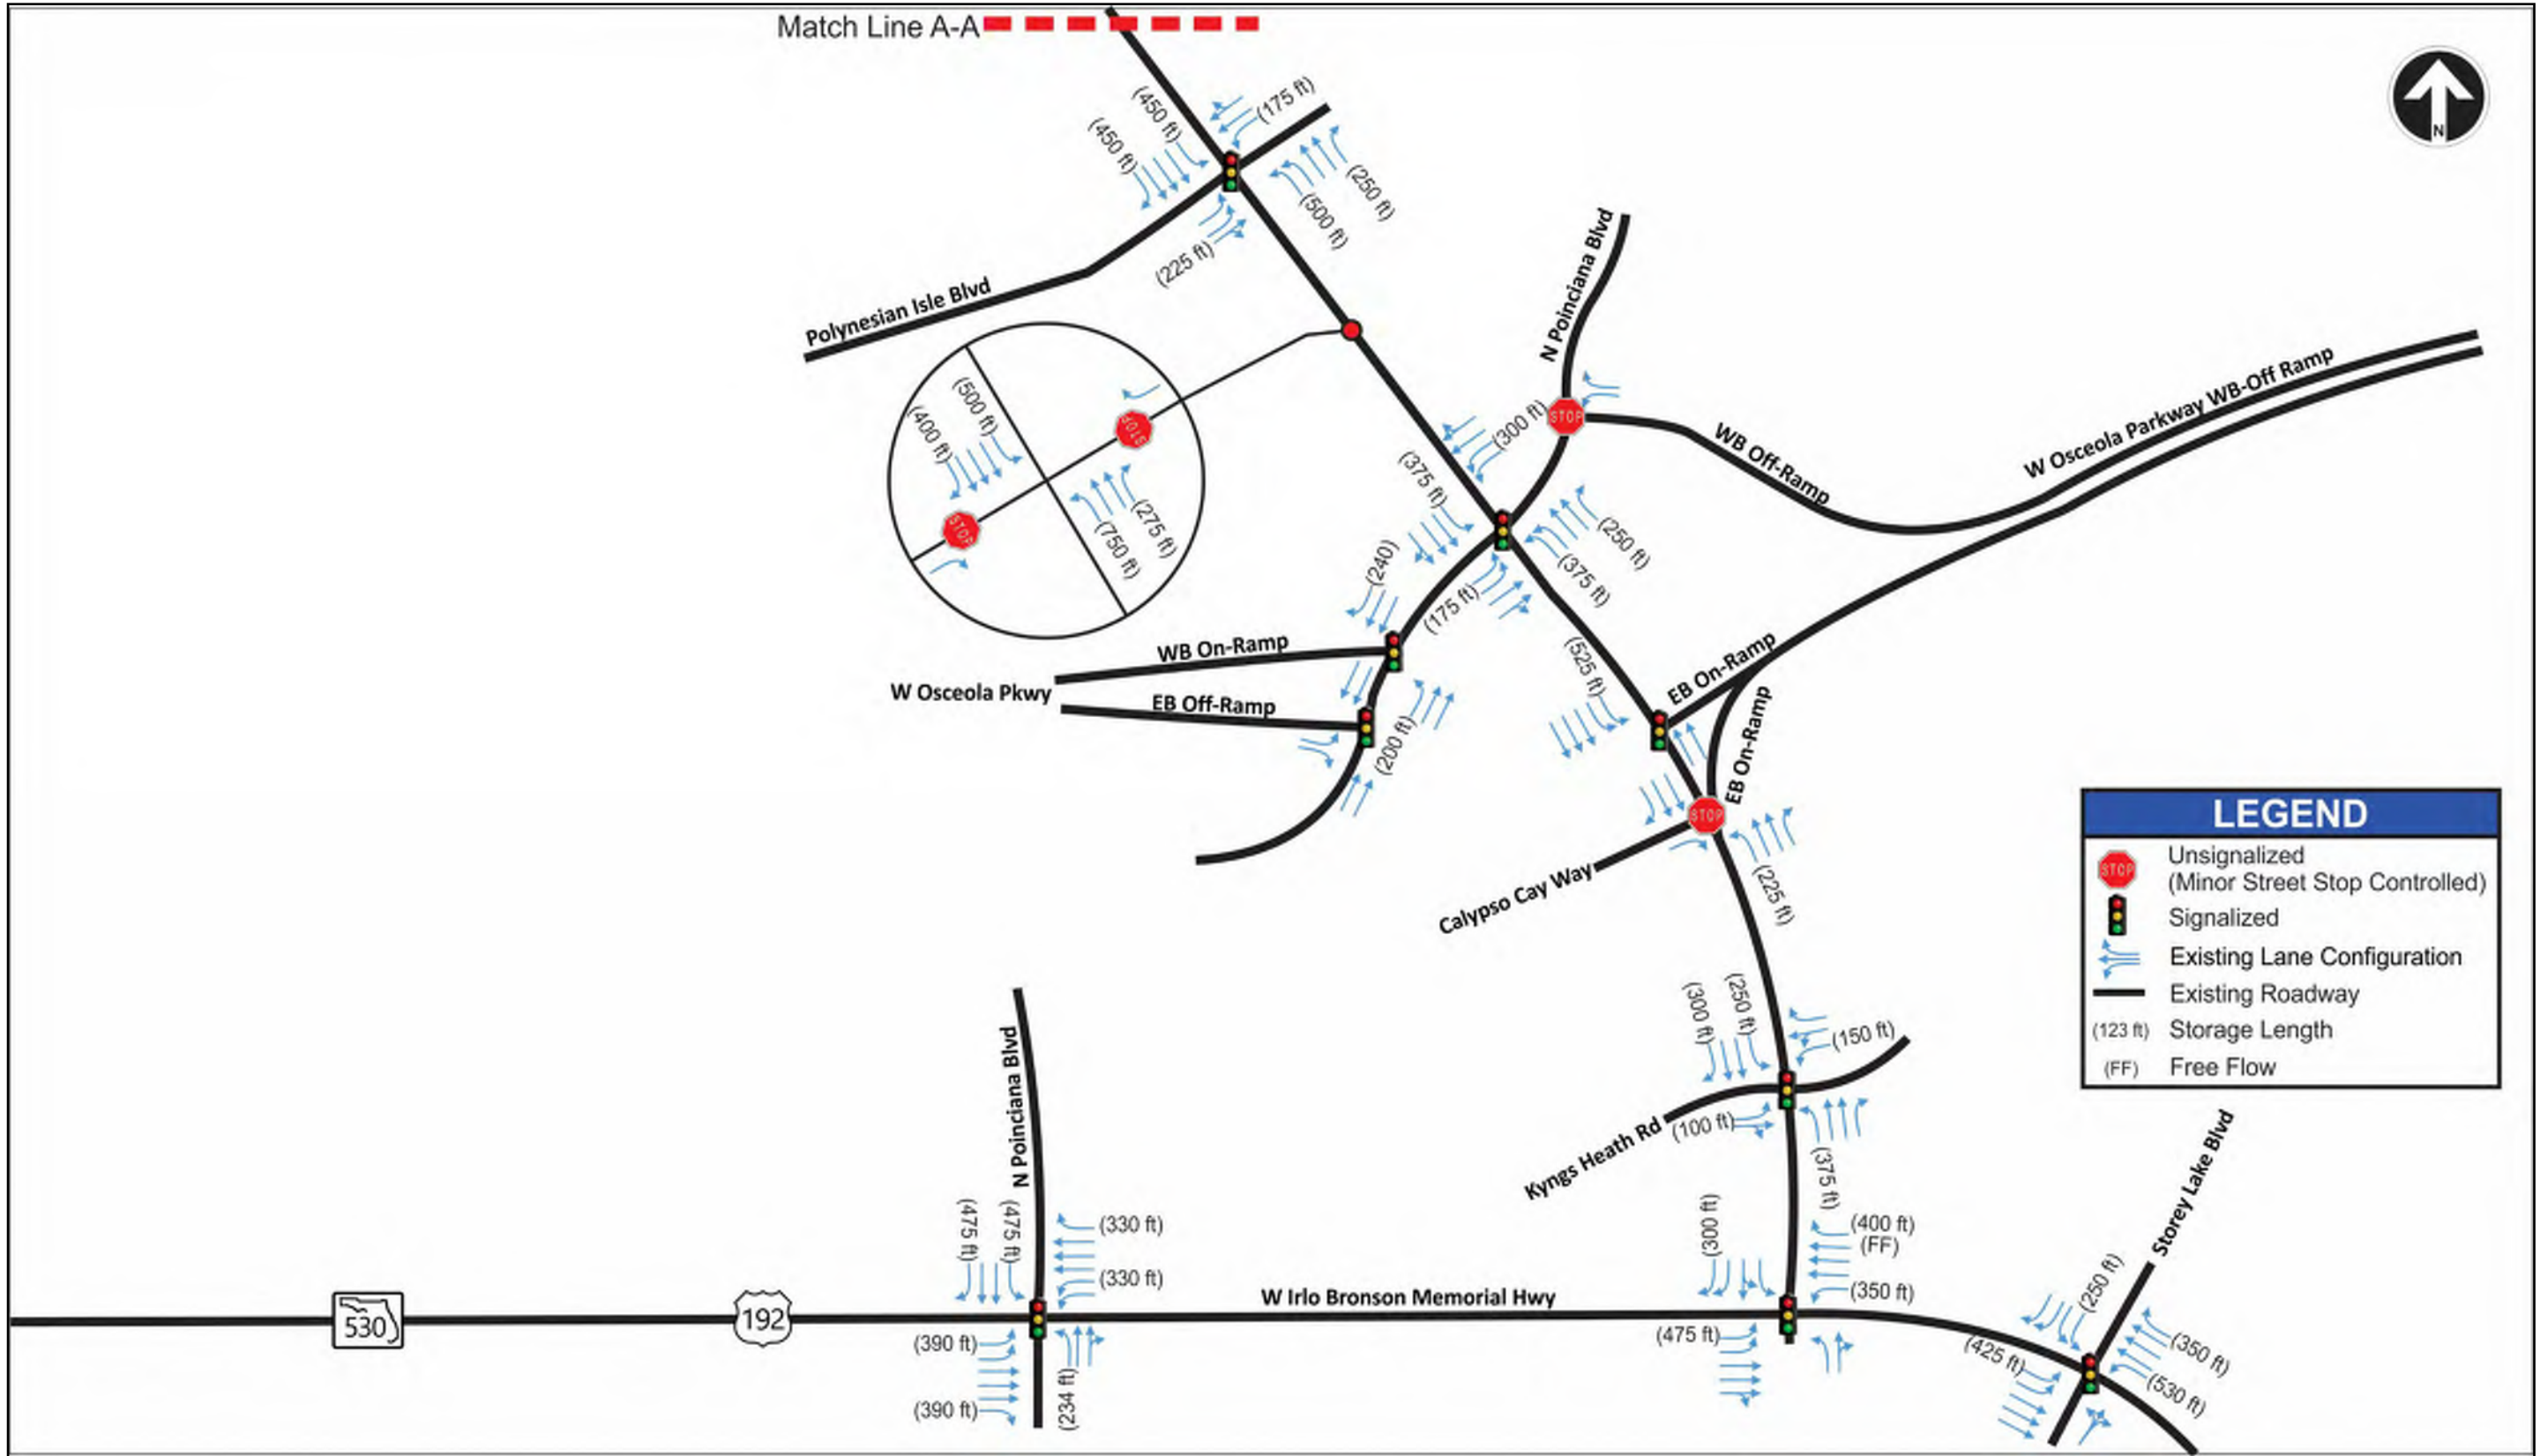 Match Line A-A
N
(450 ft)
(450 ft)
(175 ft)
(250 ft)
(500 ft)
(225 ft)
Polynesian Isle Blvd
N Poinciana Blvd
STOP
(500 ft)
(400 ft)
STOP
STOP
(275 ft)
(750 ft)
(300 ft)
(375 ft)
(250 ft)
(375 ft)
(240)
(175 ft)
WB Off-Ramp
W Osceola Parkway WB-Off Ramp
WB On-Ramp
W Osceola Pkwy
EB Off-Ramp
(200 ft)
(525 ft)
EB On-Ramp
EB On-Ramp
STOP
Calypso Cay Way
(225 ft)
LEGEND
STOP
Unsignalized
(Minor Street Stop Controlled)
Signalized
Existing Lane Configuration
Existing Roadway
(123 ft) Storage Length
(FF) Free Flow
(300 ft)
(250 ft)
(150 ft)
(100 ft)
Kyngs Heath Rd
(375 ft)
N Poinciana Blvd
(475 ft)
(475 ft)
(330 ft)
(330 ft)
(390 ft)
(390 ft)
(234 ft)
530
192
W Irlo Bronson Memorial Hwy
(300 ft)
(400 ft)
(FF)
(350 ft)
(475 ft)
Storey Lake Blvd
(250 ft)
(425 ft)
(350 ft)
(530 ft)